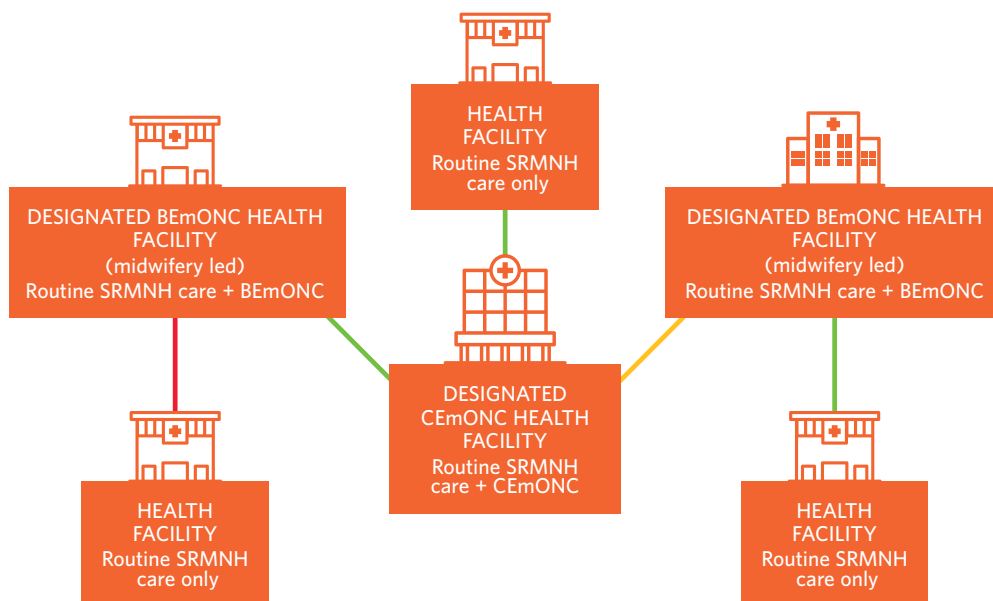 HEALTH
FACILITY
Routine SRMNH
care only
DESIGNATED BEmONC HEALTH
FACILITY
(midwifery led)
Routine SRMNH care + BEmONC
DESIGNATED BEmONC HEALTH
FACILITY
(midwifery led)
Routine SRMNH care + BEmONC
DESIGNATED
CEmONC HEALTH
FACILITY
Routine SRMNH
care + CEmONC
HEALTH
FACILITY
Routine SRMNH
care only
HEALTH
FACILITY
Routine SRMNH
care only